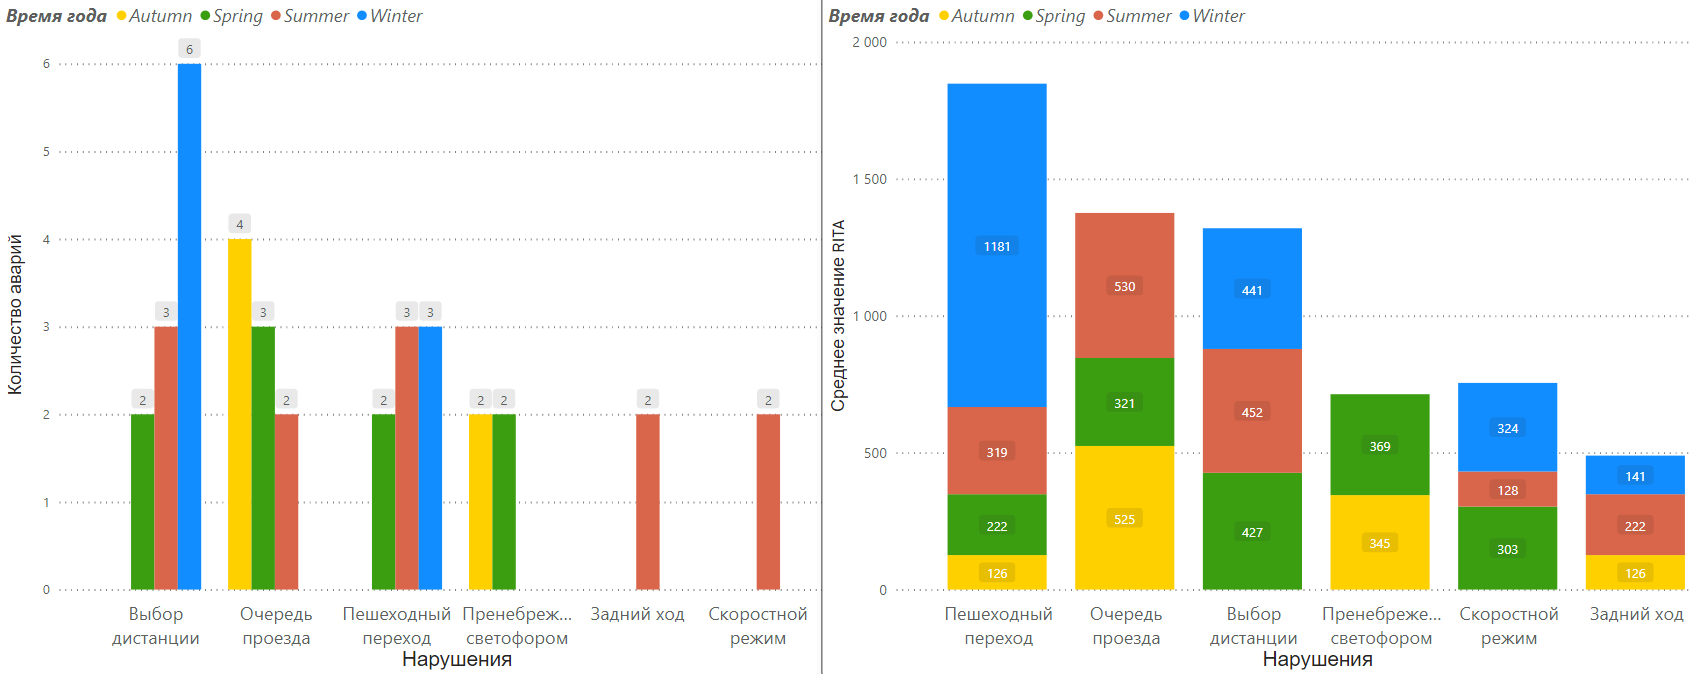 Время года Autumn Spring Summer Winter
Количество аварий
6
5
4
3
2
1
0
2 3 6
4 3 2
2 3 3
2 2
2
2
Выбор дистанции
Очередь проезда
Пешеходный переход
Пренебреж... светофором
Задний ход
Скоростной режим
Нарушения
Время года Autumn Spring Summer Winter
Среднее значение RITA
2 000
1 500
1 000
500
0
1181
319
222
126
530
321
525
441
452
427
369
345
324
128
303
141
222
126
Пешеходный переход
Очередь проезда
Выбор дистанции
Пренебреже... светофором
Скоростной режим
Задний ход
Нарушения